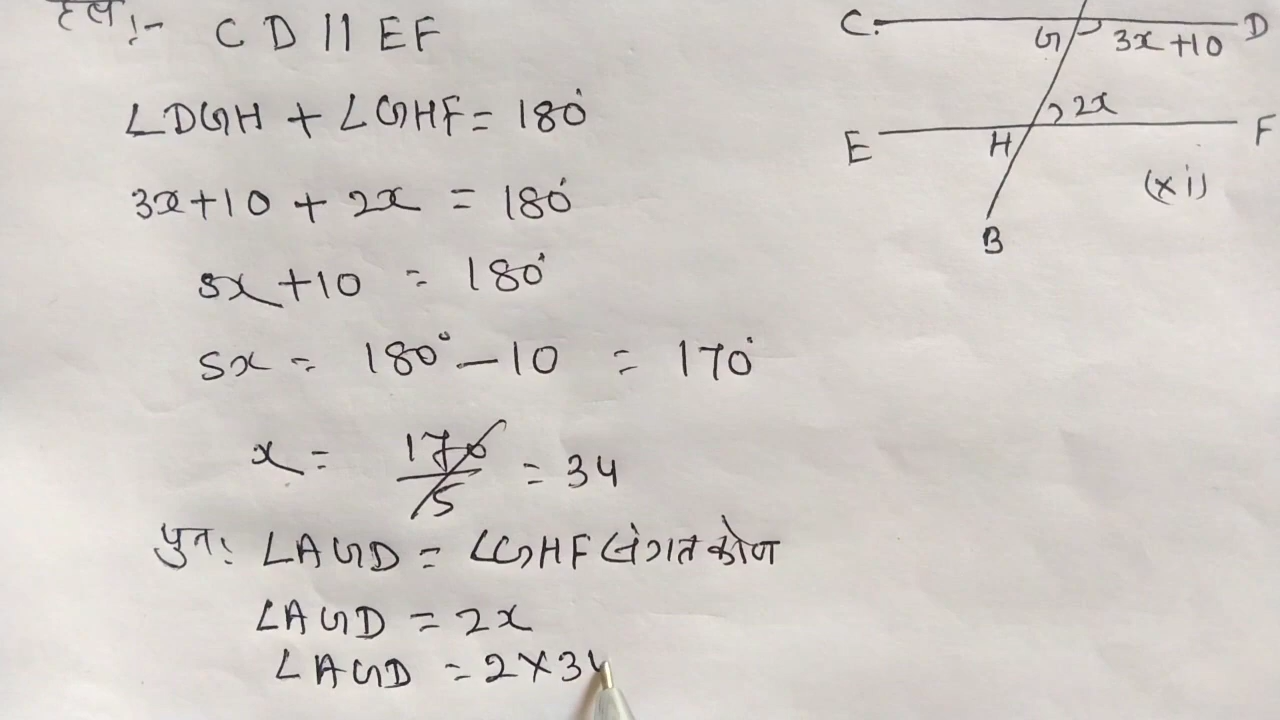 हल :- CD || EF
∠DGH + ∠GHF = 180°
3x+10 + 2x = 180°
5x+10 = 180°
5x = 180° - 10 = 170°
x = 170/5 = 34
पुनः ∠AGD = ∠GHF संगत कोण
∠AGD = 2x
∠AGD = 2×34
C D
G 3x+10
2x
E H F
(xi)
B